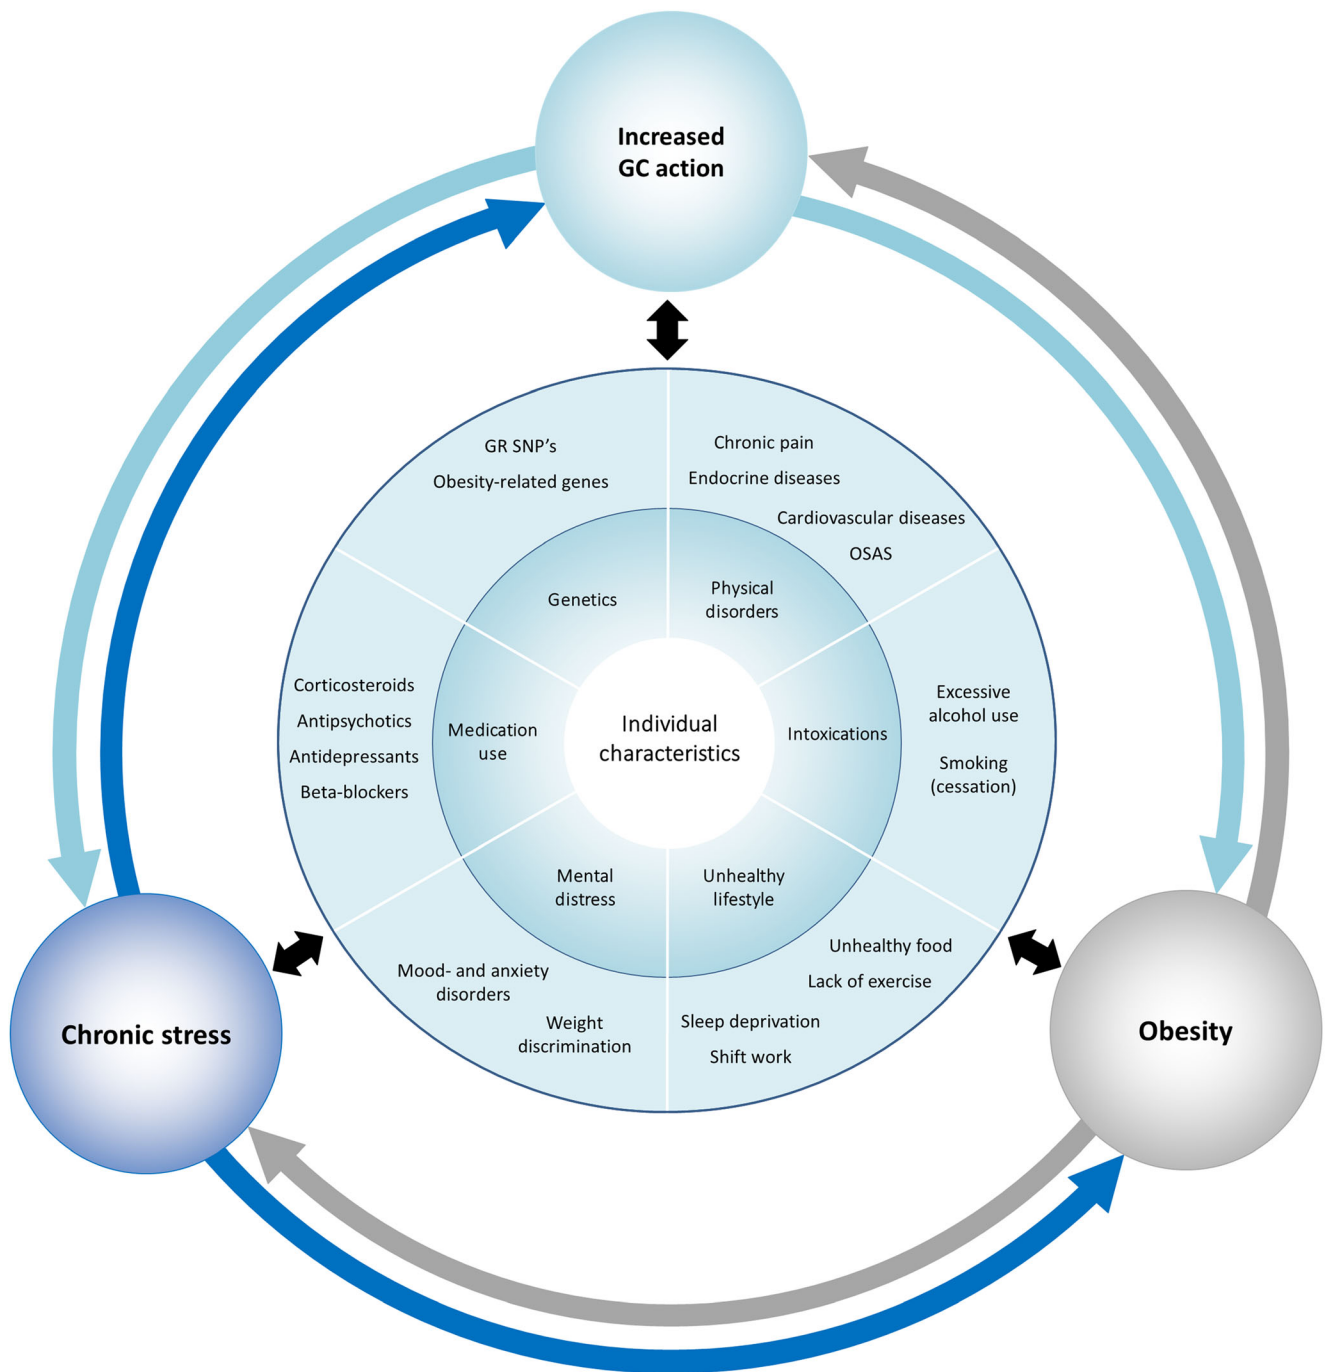 Increased
GC action
GR SNP’s
Obesity-related genes
Chronic pain
Endocrine diseases
Cardiovascular diseases
OSAS
Genetics
Physical
disorders
Corticosteroids
Antipsychotics
Antidepressants
Beta-blockers
Medication
use
Individual
characteristics
Intoxications
Excessive
alcohol use
Smoking
(cessation)
Mental
distress
Unhealthy
lifestyle
Mood- and anxiety
disorders
Weight
discrimination
Unhealthy food
Lack of exercise
Sleep deprivation
Shift work
Chronic stress
Obesity